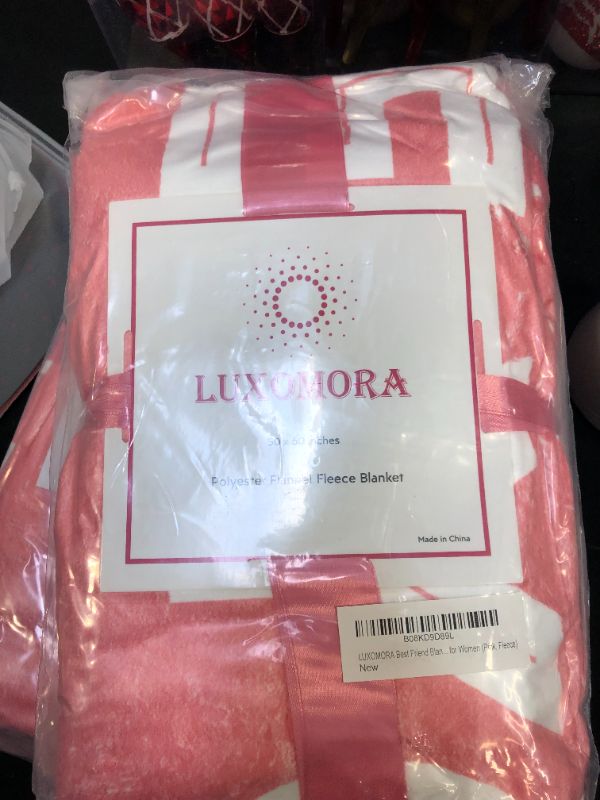 LUXOMORA
50 x 60 inches
Polyester Flannel Fleece Blanket
Made in China
B08KD9D89L
LUXOMORA Best Friend Blan... for Women (Pink, Fleece)
New